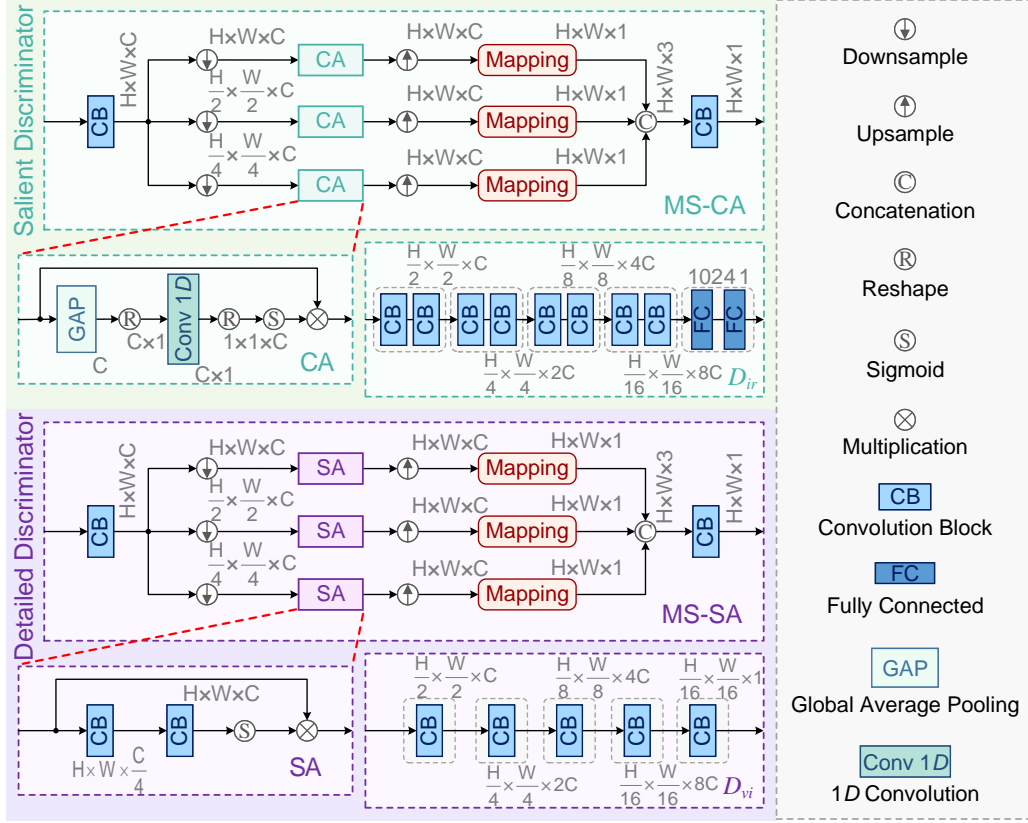 Salient Discriminator
CB
H×W×C
H×W×C
CA
H×W×C
Mapping
H×W×1
H/2 × W/2 × C
CA
H×W×C
Mapping
H×W×1
H/4 × W/4 × C
CA
H×W×C
Mapping
H×W×1
C
H×W×3
CB
H×W×1
MS-CA
GAP
C
R
C×1
Conv 1D
C×1
R
1×1×C
S
CA
H/2 × W/2 × C
H/8 × W/8 × 4C
1024 1
CB CB CB CB CB CB CB CB FC FC
H/4 × W/4 × 2C
H/16 × W/16 × 8C
D_ir
Detailed Discriminator
CB
H×W×C
H×W×C
SA
H×W×C
Mapping
H×W×1
H/2 × W/2 × C
SA
H×W×C
Mapping
H×W×1
H/4 × W/4 × C
SA
H×W×C
Mapping
H×W×1
C
H×W×3
CB
H×W×1
MS-SA
H×W×C
CB
CB
S
H×W×C/4
SA
H/2 × W/2 × C
H/8 × W/8 × 4C
H/16 × W/16 × 1
CB CB CB CB CB
H/4 × W/4 × 2C
H/16 × W/16 × 8C
D_vi
Downsample
Upsample
C
Concatenation
R
Reshape
S
Sigmoid
Multiplication
CB
Convolution Block
FC
Fully Connected
GAP
Global Average Pooling
Conv 1D
1D Convolution